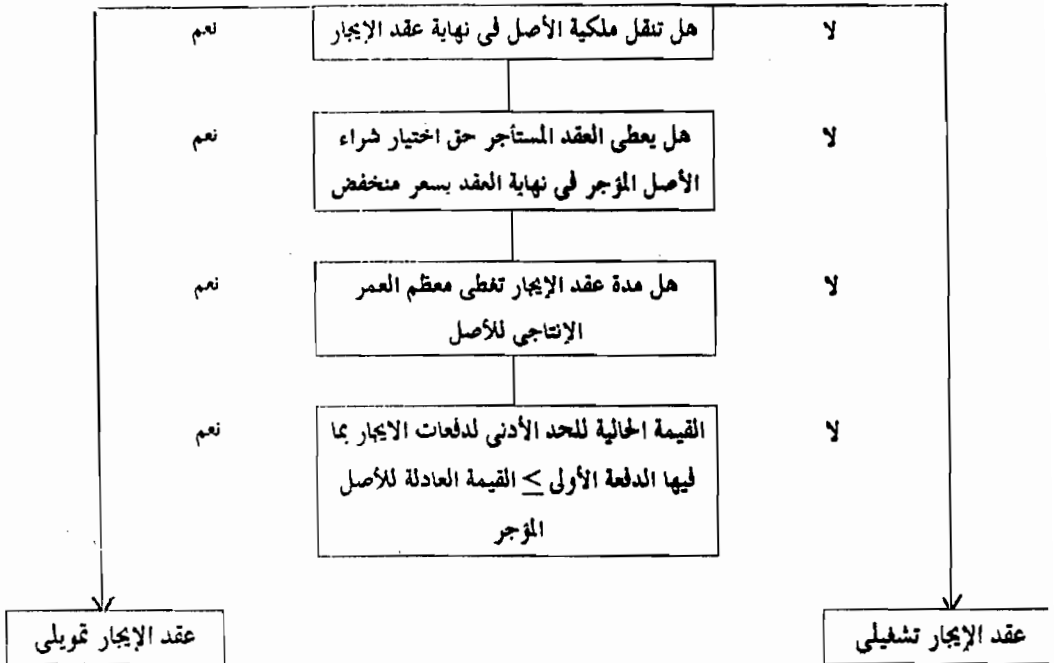 لا
هل تنقل ملكية الأصل فى نهاية عقد الإيجار
نعم
لا
هل يعطى العقد المستأجر حق اختيار شراء
نعم
الأصل المؤجر فى نهاية العقد بسعر منخفض
لا
هل مدة عقد الإيجار تغطى معظم العمر
نعم
الإنتاجى للأصل
لا
القيمة الحالية للحد الأدنى لدفعات الايجار بما
نعم
فيها الدفعة الأولى ≥ القيمة العادلة للأصل
المؤجر
عقد الإيجار تشغيلى
عقد الإيجار تمويلى